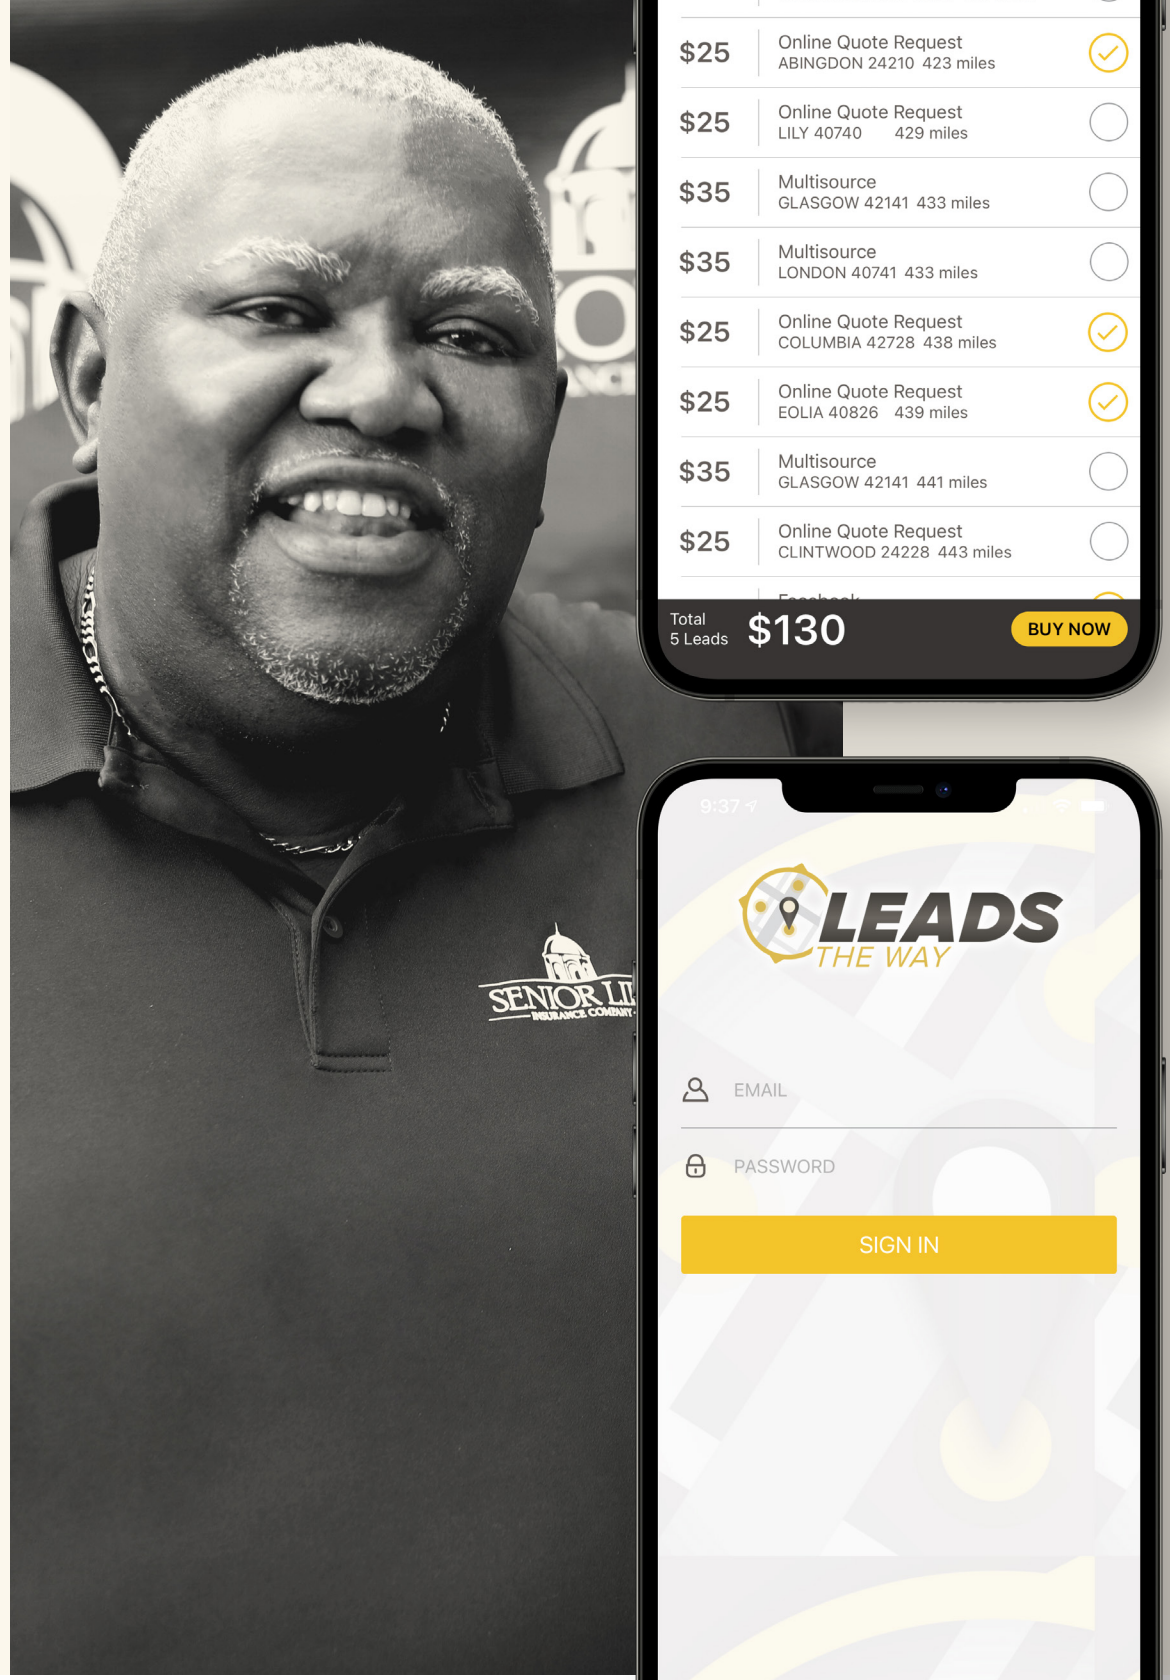 $25
Online Quote Request
ABINGDON 24210 423 miles
$25
Online Quote Request
LILY 40740 429 miles
$35
Multisource
GLASGOW 42141 433 miles
$35
Multisource
LONDON 40741 433 miles
$25
Online Quote Request
COLUMBIA 42728 438 miles
$25
Online Quote Request
EOLIA 40826 439 miles
$35
Multisource
GLASGOW 42141 441 miles
$25
Online Quote Request
CLINTWOOD 24228 443 miles
Total
5 Leads
$130
BUY NOW
9:37
LEADS
THE WAY
EMAIL
PASSWORD
SIGN IN
SENIOR
INSURANCE COMPANY